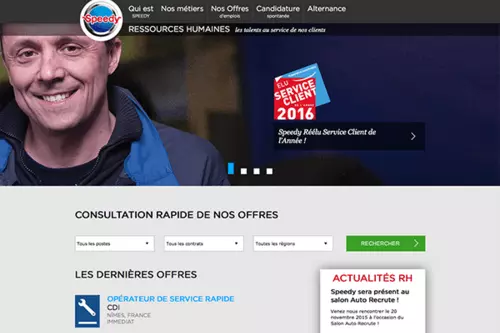 Speedy
Qui est
SPEEDY
Nos métiers
Nos Offres
d'emplois
Candidature
spontanée
Alternance
RESSOURCES HUMAINES les talents au service de nos clients
ELU
SERVICE
CLIENT
DE L'ANNÉE
2016
Speedy Réélu Service Client de
l'Année !
CONSULTATION RAPIDE DE NOS OFFRES
Tous les postes
Tous les contrats
Toutes les régions
RECHERCHER
LES DERNIÈRES OFFRES
OPÉRATEUR DE SERVICE RAPIDE
CDI
NÎMES, FRANCE
IMMEDIAT
ACTUALITÉS RH
Speedy sera présent au
salon Auto Recrute !
Venez nous rencontrer le 20
novembre 2015 à l'occasion du
Salon Auto Recrute !